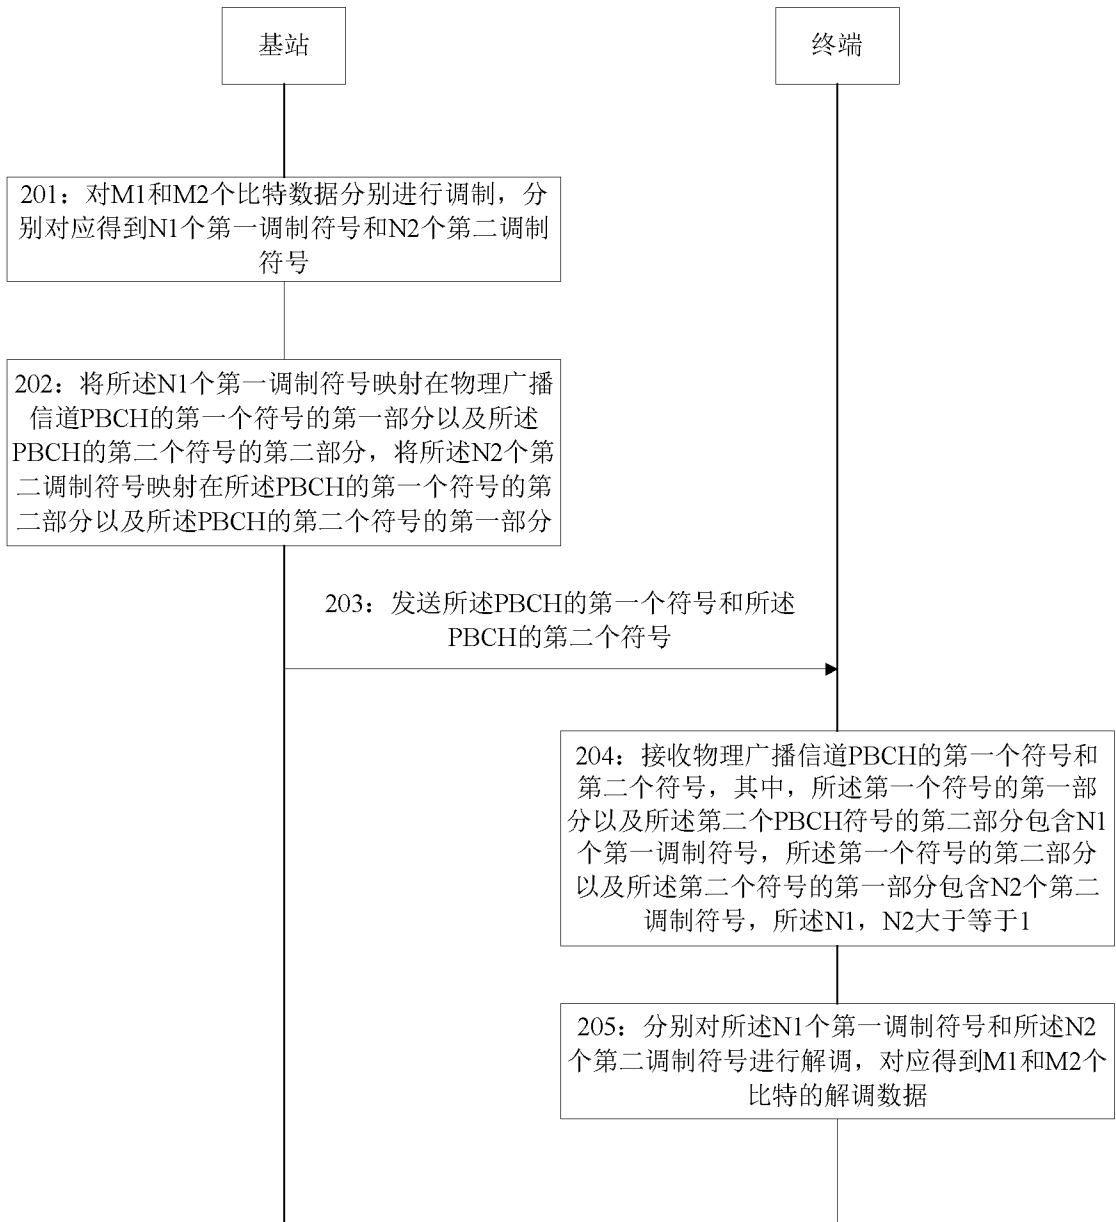 基站
终端
201：对M1和M2个比特数据分别进行调制，分
别对应得到N1个第一调制符号和N2个第二调制
符号
202：将所述N1个第一调制符号映射在物理广播
信道PBCH的第一个符号的第一部分以及所述
PBCH的第二个符号的第二部分，将所述N2个第
二调制符号映射在所述PBCH的第一个符号的第
二部分以及所述PBCH的第二个符号的第一部分
203：发送所述PBCH的第一个符号和所述
PBCH的第二个符号
204：接收物理广播信道PBCH的第一个符号和
第二个符号，其中，所述第一个符号的第一部
分以及所述第二个PBCH符号的第二部分包含N1
个第一调制符号，所述第一个符号的第二部分
以及所述第二个符号的第一部分包含N2个第二
调制符号，所述N1，N2大于等于1
205：分别对所述N1个第一调制符号和所述N2
个第二调制符号进行解调，对应得到M1和M2个
比特的解调数据